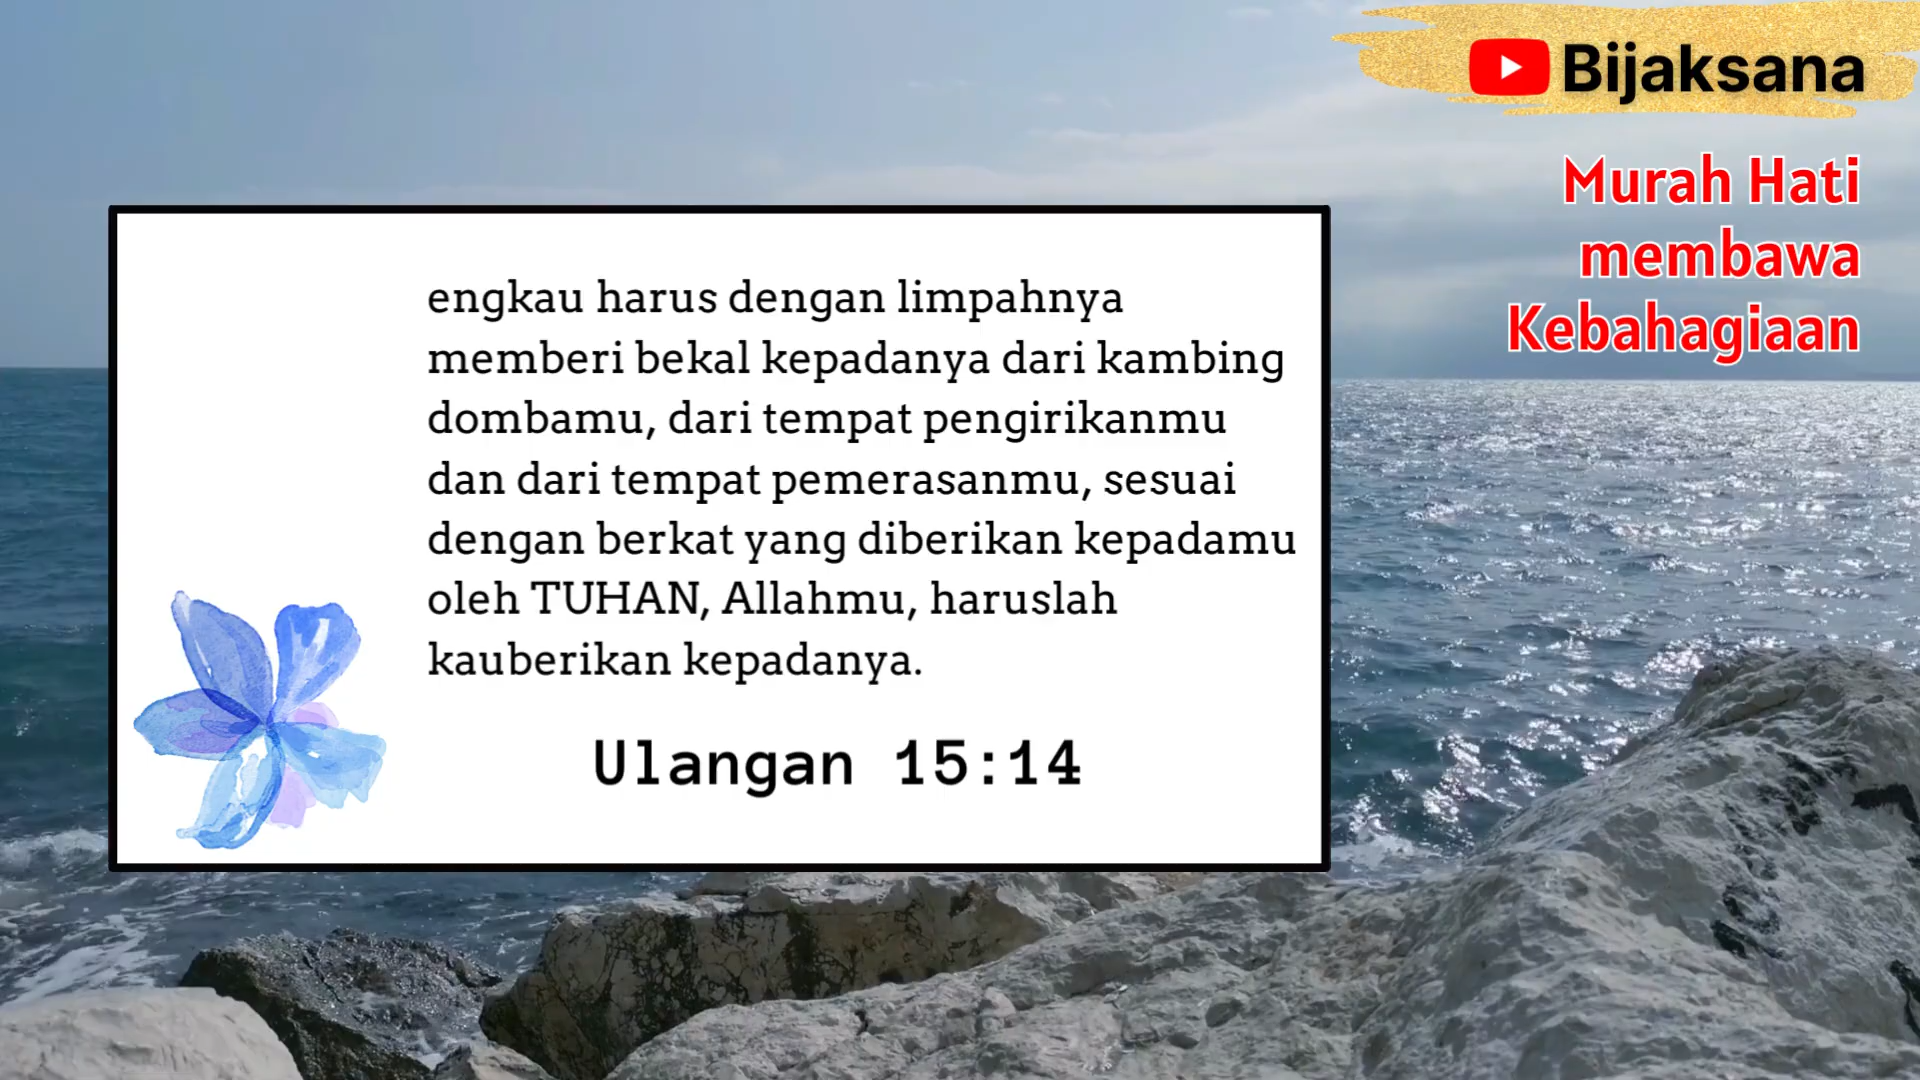 Bijaksana
Murah Hati
membawa
Kebahagiaan
engkau harus dengan limpahnya
memberi bekal kepadanya dari kambing
dombamu, dari tempat pengirikanmu
dan dari tempat pemerasanmu, sesuai
dengan berkat yang diberikan kepadamu
oleh TUHAN, Allahmu, haruslah
kauberikan kepadanya.
Ulangan 15:14